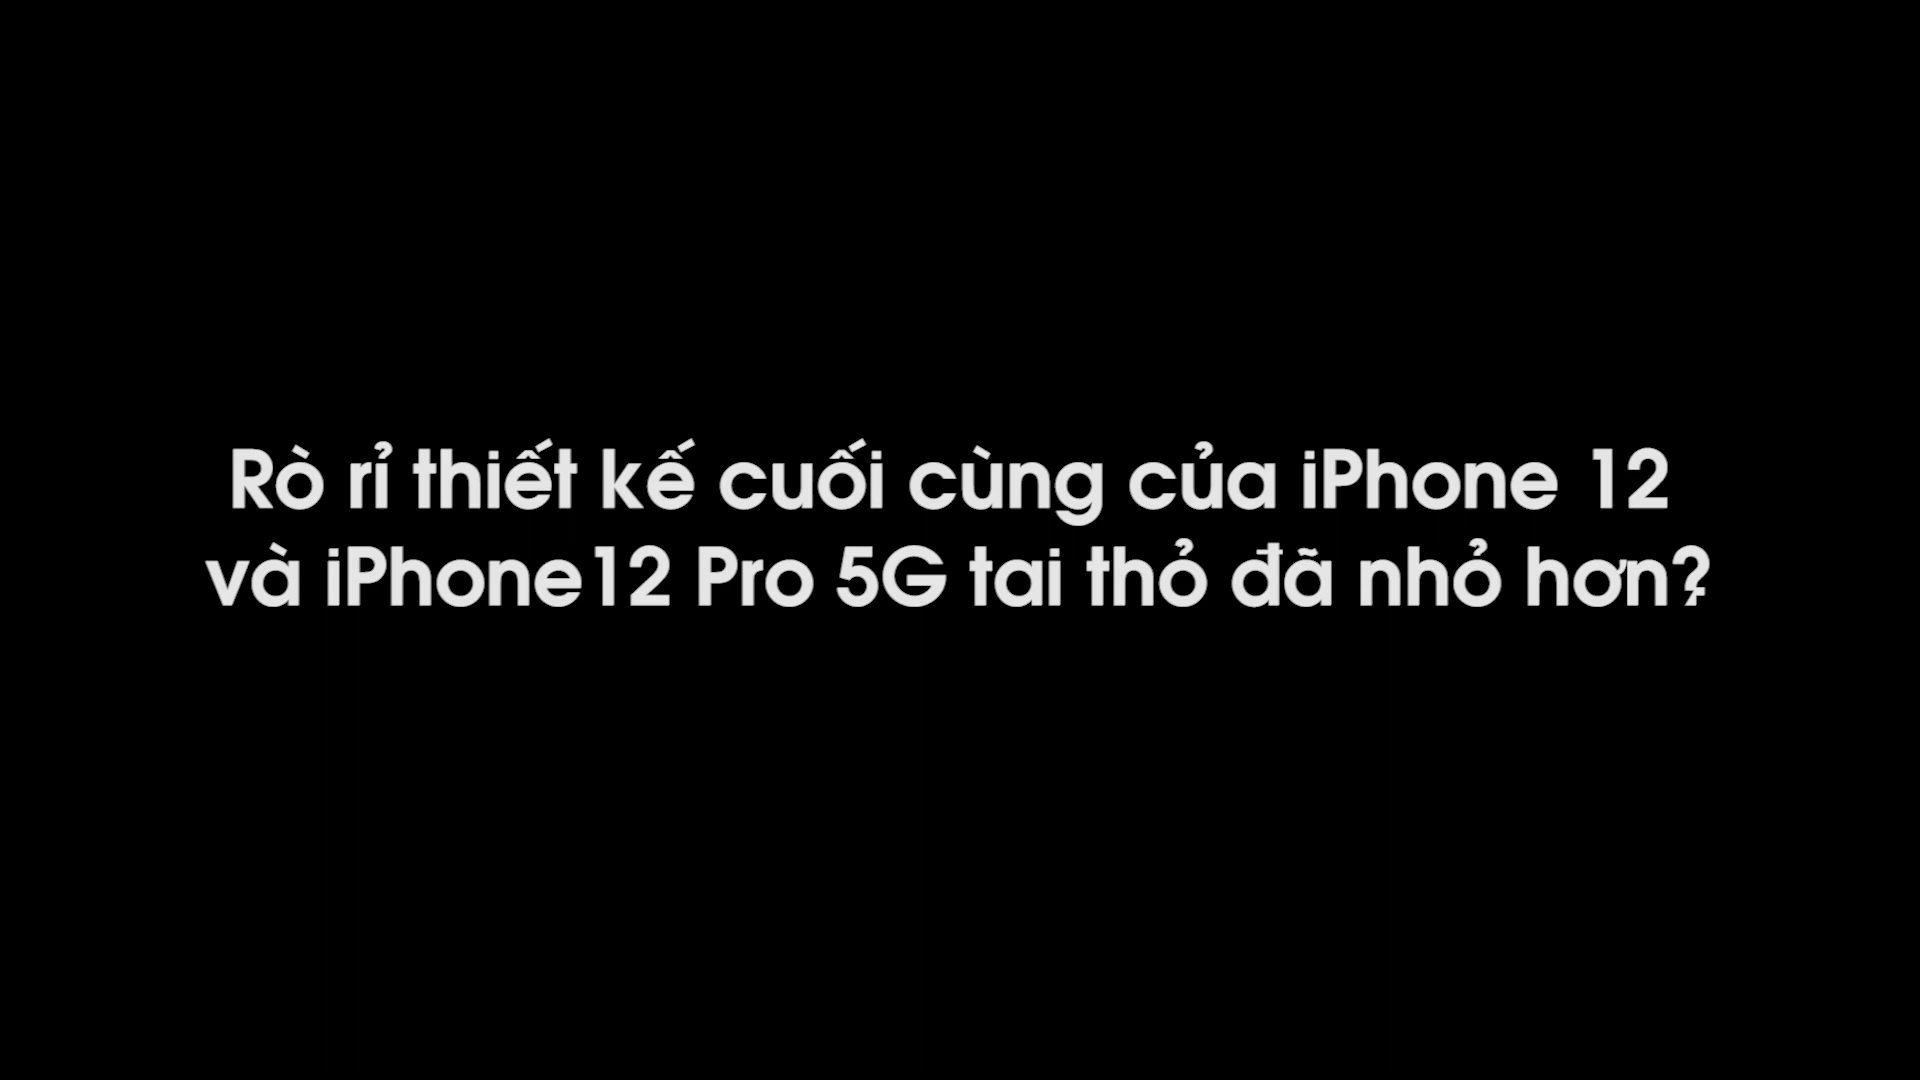 Rò rỉ thiết kế cuối cùng của iPhone 12
và iPhone12 Pro 5G tai thỏ đã nhỏ hơn?